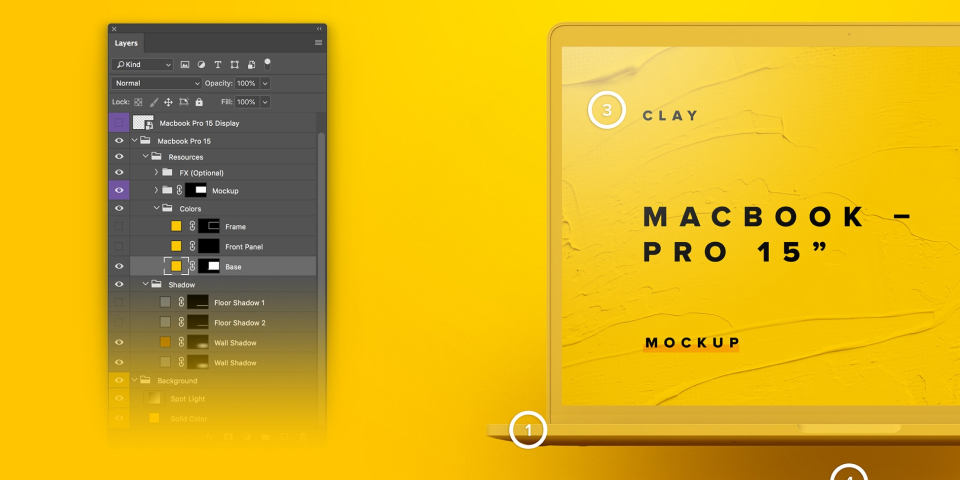 Layers
Kind
Normal
Opacity: 100%
Lock:
Fill: 100%
Macbook Pro 15 Display
Macbook Pro 15
Resources
FX (Optional)
Mockup
Colors
Frame
Front Panel
Base
Shadow
Floor Shadow 1
Floor Shadow 2
Wall Shadow
Wall Shadow
Background
Spot Light
Solid Color
3
CLAY
MACBOOK –
PRO 15”
MOCKUP
1